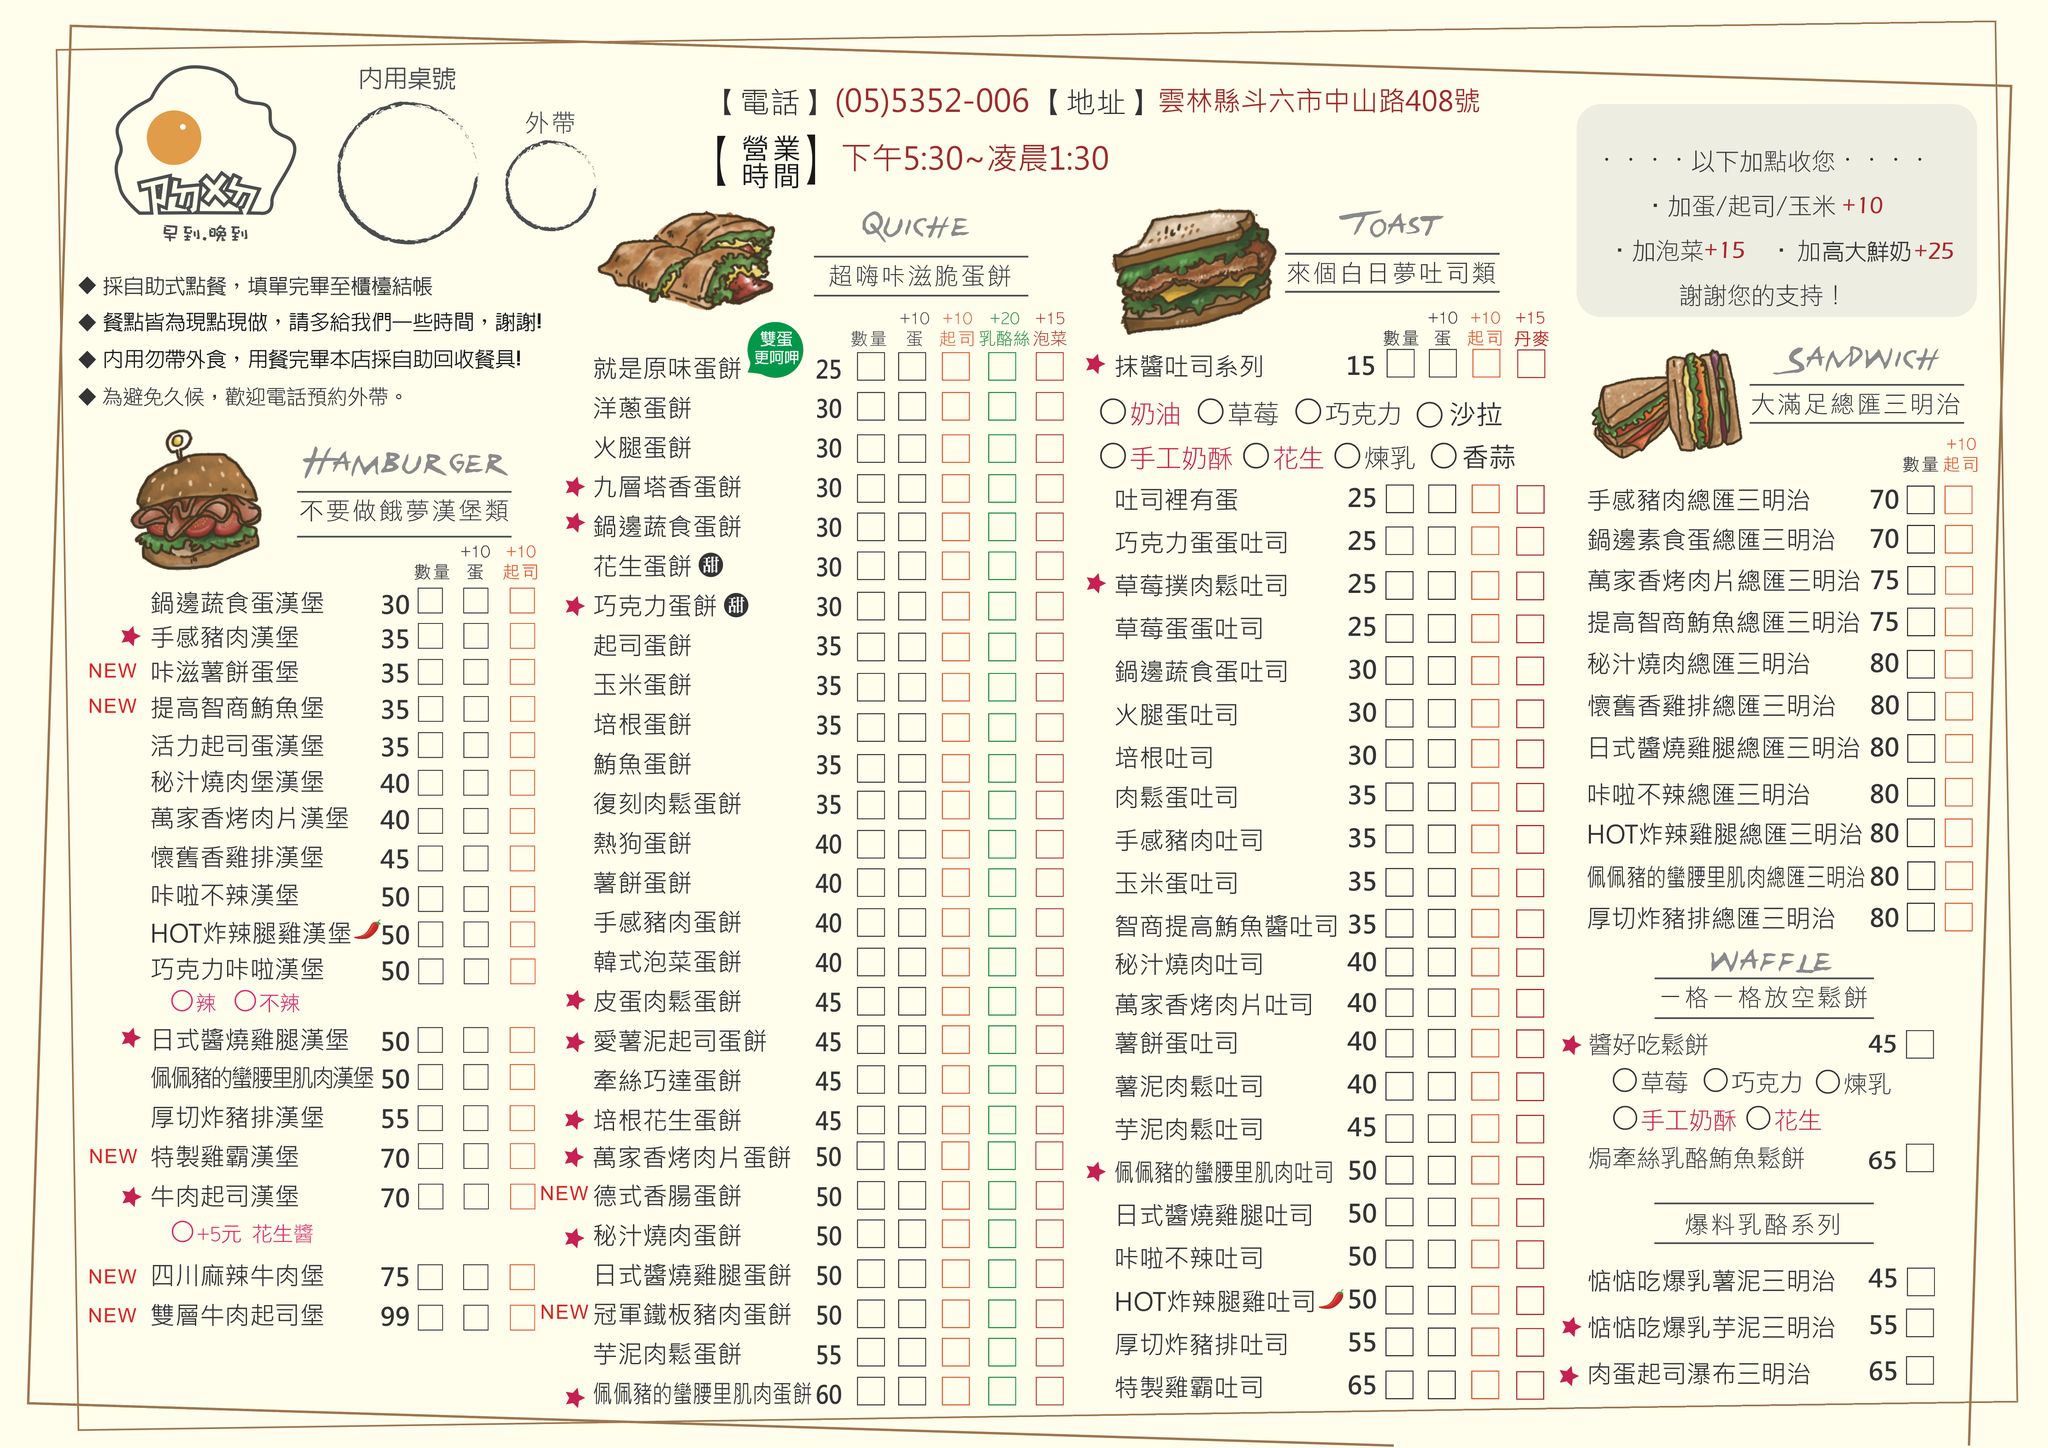 早到.晚到
內用桌號
外帶
【電話】(05)5352-006【地址】雲林縣斗六市中山路408號
【營業時間】下午5:30~凌晨1:30
‧‧‧‧以下加點收您‧‧‧‧
‧加蛋/起司/玉米 +10
‧加泡菜+15 ‧加高大鮮奶+25
謝謝您的支持!
◆ 採自助式點餐,填單完畢至櫃檯結帳
◆ 餐點皆為現點現做,請多給我們一些時間,謝謝!
◆ 內用勿帶外食,用餐完畢本店採自助回收餐具!
◆ 為避免久候,歡迎電話預約外帶。
HAMBURGER
不要做餓夢漢堡類
+10 +10
數量 蛋 起司
鍋邊蔬食蛋漢堡 30
★ 手感豬肉漢堡 35
NEW 咔滋薯餅蛋堡 35
NEW 提高智商鮪魚堡 35
活力起司蛋漢堡 35
秘汁燒肉堡漢堡 40
萬家香烤肉片漢堡 40
懷舊香雞排漢堡 45
咔啦不辣漢堡 50
HOT炸辣腿雞漢堡 50
巧克力咔啦漢堡 50
○辣 ○不辣
★ 日式醬燒雞腿漢堡 50
佩佩豬的蠻腰里肌肉漢堡 50
厚切炸豬排漢堡 55
NEW 特製雞霸漢堡 70
★ 牛肉起司漢堡 70
○+5元 花生醬
NEW 四川麻辣牛肉堡 75
NEW 雙層牛肉起司堡 99
QUICHE
超嗨咔滋脆蛋餅
+10 +10 +20 +15
數量 蛋 起司 乳酪絲 泡菜
雙蛋
更呵呷
就是原味蛋餅 25
洋蔥蛋餅 30
火腿蛋餅 30
★ 九層塔香蛋餅 30
★ 鍋邊蔬食蛋餅 30
花生蛋餅 甜 30
★ 巧克力蛋餅 甜 30
起司蛋餅 35
玉米蛋餅 35
培根蛋餅 35
鮪魚蛋餅 35
復刻肉鬆蛋餅 35
熱狗蛋餅 40
薯餅蛋餅 40
手感豬肉蛋餅 40
韓式泡菜蛋餅 40
★ 皮蛋肉鬆蛋餅 45
★ 愛薯泥起司蛋餅 45
牽絲巧達蛋餅 45
★ 培根花生蛋餅 45
★ 萬家香烤肉片蛋餅 50
NEW 德式香腸蛋餅 50
★ 秘汁燒肉蛋餅 50
日式醬燒雞腿蛋餅 50
NEW 冠軍鐵板豬肉蛋餅 50
芋泥肉鬆蛋餅 55
★ 佩佩豬的蠻腰里肌肉蛋餅 60
TOAST
來個白日夢吐司類
+10 +10 +15
數量 蛋 起司 丹麥
★ 抹醬吐司系列 15
○奶油 ○草莓 ○巧克力 ○沙拉
○手工奶酥 ○花生 ○煉乳 ○香蒜
吐司裡有蛋 25
巧克力蛋蛋吐司 25
★ 草莓撲肉鬆吐司 25
草莓蛋蛋吐司 25
鍋邊蔬食蛋吐司 30
火腿蛋吐司 30
培根吐司 30
肉鬆蛋吐司 35
手感豬肉吐司 35
玉米蛋吐司 35
智商提高鮪魚醬吐司 35
秘汁燒肉吐司 40
萬家香烤肉片吐司 40
薯餅蛋吐司 40
薯泥肉鬆吐司 40
芋泥肉鬆吐司 45
★ 佩佩豬的蠻腰里肌肉吐司 50
日式醬燒雞腿吐司 50
咔啦不辣吐司 50
HOT炸辣腿雞吐司 50
厚切炸豬排吐司 55
特製雞霸吐司 65
SANDWICH
大滿足總匯三明治
+10
數量 起司
手感豬肉總匯三明治 70
鍋邊素食蛋總匯三明治 70
萬家香烤肉片總匯三明治 75
提高智商鮪魚總匯三明治 75
秘汁燒肉總匯三明治 80
懷舊香雞排總匯三明治 80
日式醬燒雞腿總匯三明治 80
咔啦不辣總匯三明治 80
HOT炸辣雞腿總匯三明治 80
佩佩豬的蠻腰里肌肉總匯三明治 80
厚切炸豬排總匯三明治 80
WAFFLE
一格一格放空鬆餅
★ 醬好吃鬆餅 45
○草莓 ○巧克力 ○煉乳
○手工奶酥 ○花生
焗牽絲乳酪鮪魚鬆餅 65
爆料乳酪系列
惦惦吃爆乳薯泥三明治 45
★ 惦惦吃爆乳芋泥三明治 55
★ 肉蛋起司瀑布三明治 65